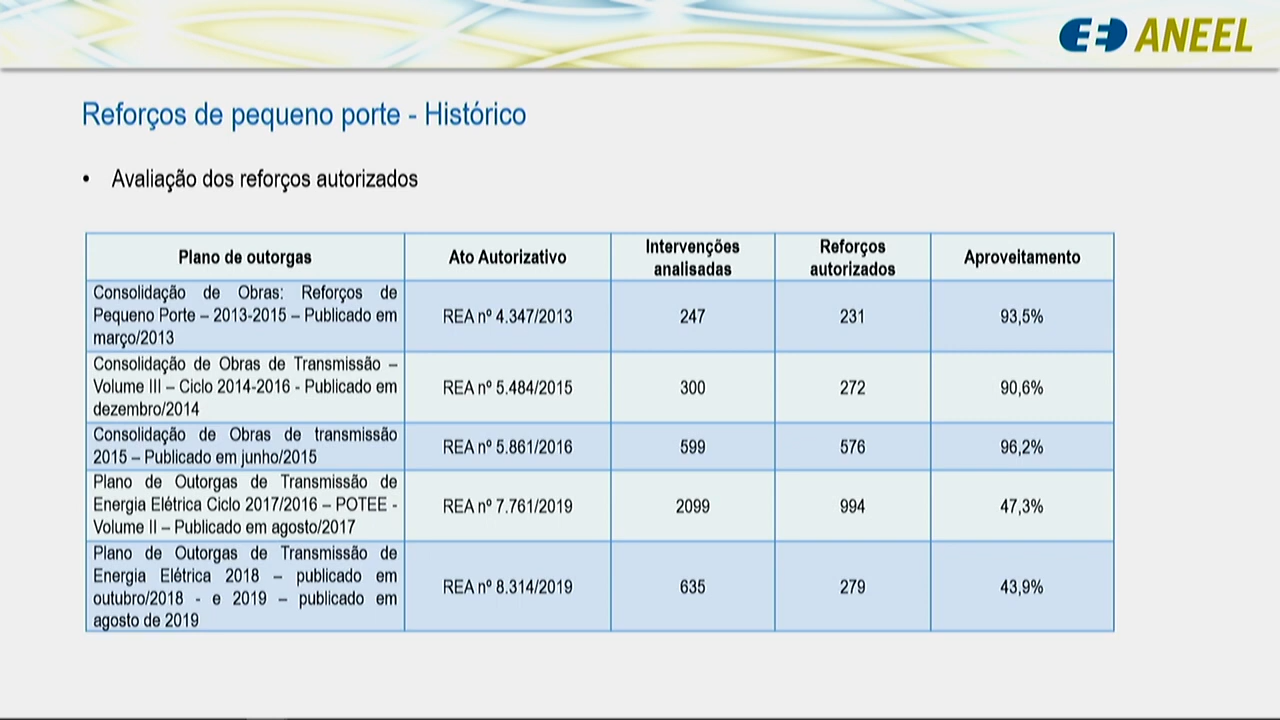 ANEEL
Reforços de pequeno porte - Histórico
• Avaliação dos reforços autorizados
Plano de outorgas
Ato Autorizativo
Intervenções
analisadas
Reforços
autorizados
Aproveitamento
Consolidação de Obras: Reforços de
Pequeno Porte – 2013-2015 – Publicado em
março/2013
REA nº 4.347/2013
247
231
93,5%
Consolidação de Obras de Transmissão –
Volume III – Ciclo 2014-2016 - Publicado em
dezembro/2014
REA nº 5.484/2015
300
272
90,6%
Consolidação de Obras de transmissão
2015 – Publicado em junho/2015
REA nº 5.861/2016
599
576
96,2%
Plano de Outorgas de Transmissão de
Energia Elétrica Ciclo 2017/2016 – POTEE -
Volume II – Publicado em agosto/2017
REA nº 7.761/2019
2099
994
47,3%
Plano de Outorgas de Transmissão de
Energia Elétrica 2018 – publicado em
outubro/2018 - e 2019 – publicado em
agosto de 2019
REA nº 8.314/2019
635
279
43,9%